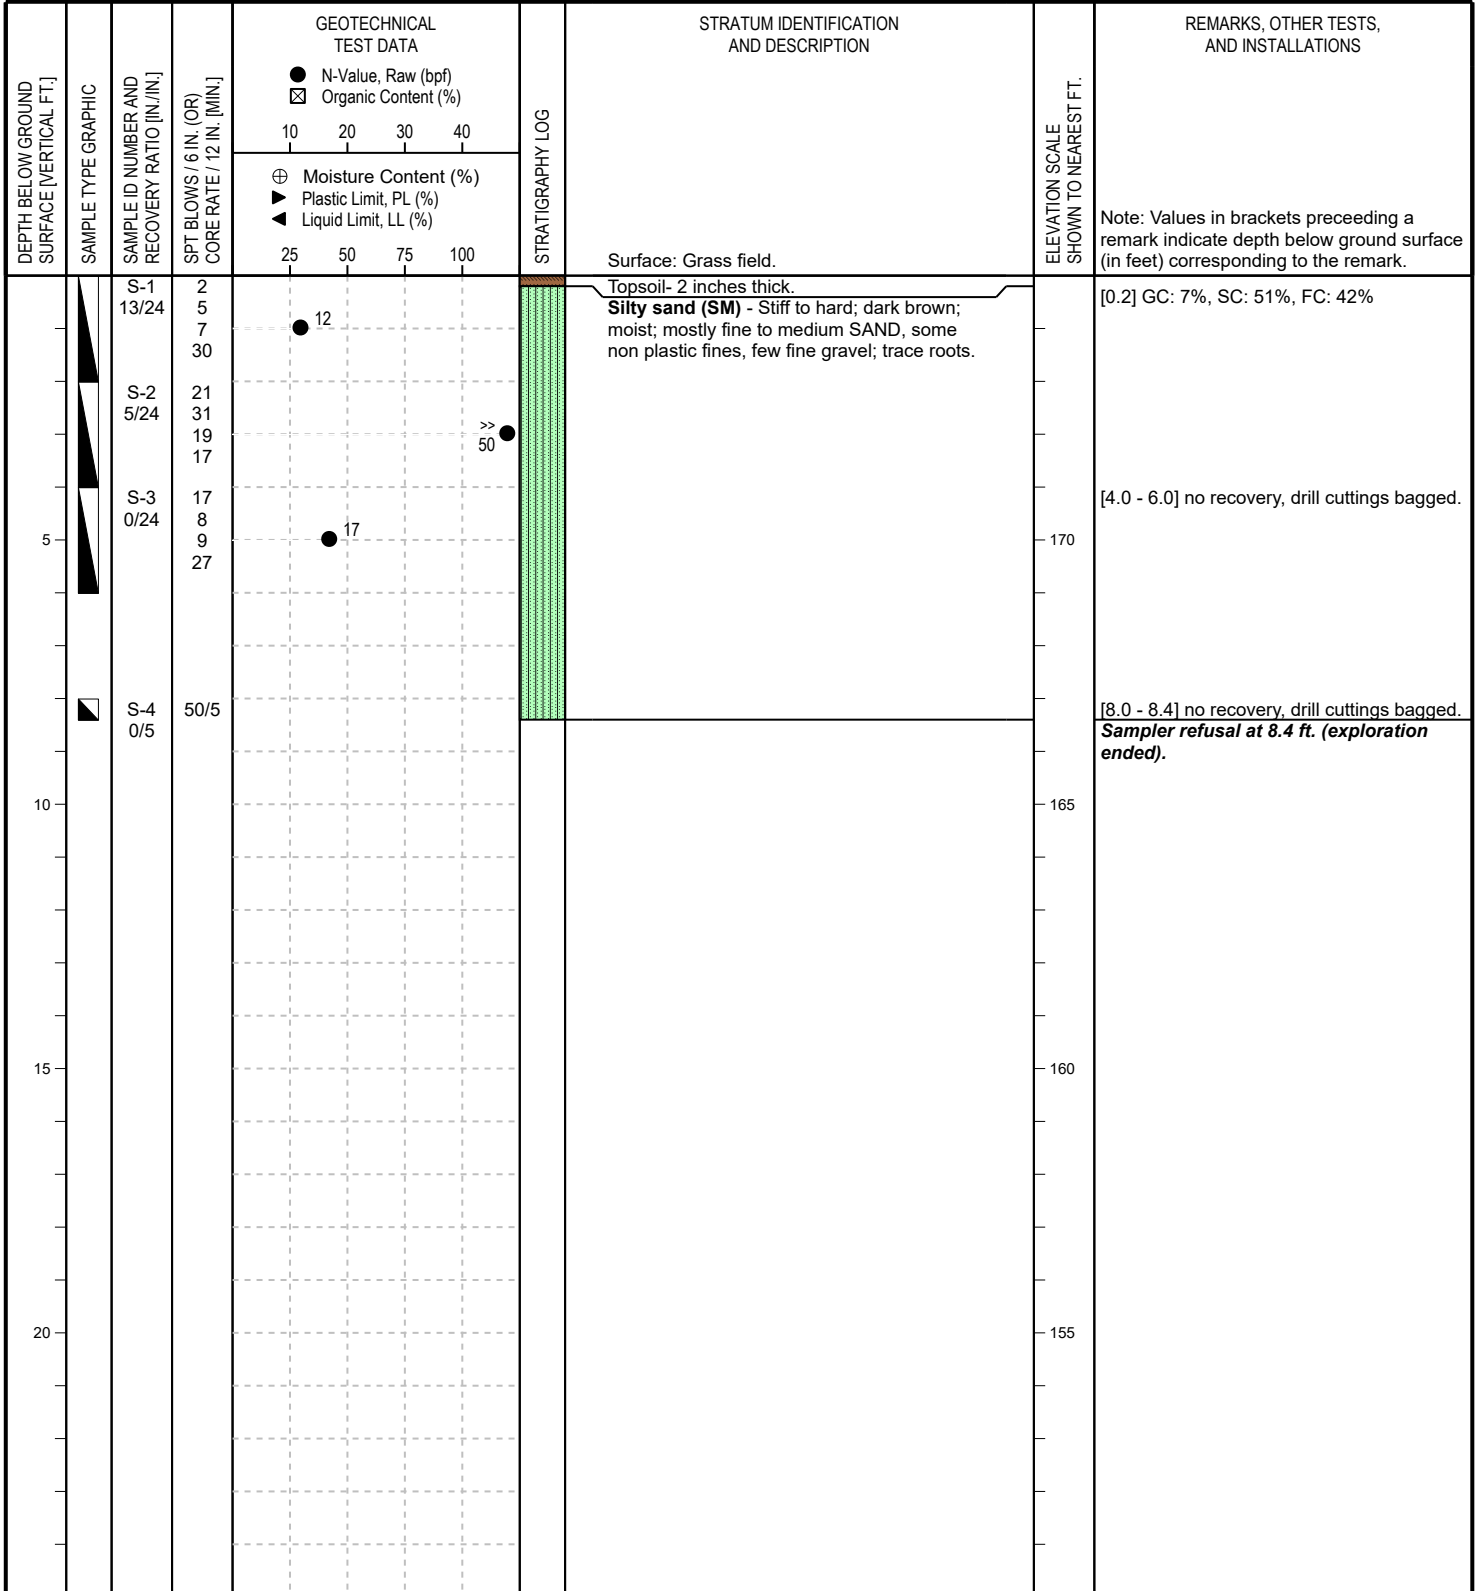 DEPTH BELOW GROUND
SURFACE [VERTICAL FT.]
SAMPLE TYPE GRAPHIC
SAMPLE ID NUMBER AND
RECOVERY RATIO [IN./IN.]
SPT BLOWS / 6 IN. (OR)
CORE RATE / 12 IN. [MIN.]
GEOTECHNICAL
TEST DATA
N-Value, Raw (bpf)
Organic Content (%)
10 20 30 40
Moisture Content (%)
Plastic Limit, PL (%)
Liquid Limit, LL (%)
25 50 75 100
STRATIGRAPHY LOG
STRATUM IDENTIFICATION
AND DESCRIPTION
Surface: Grass field.
ELEVATION SCALE
SHOWN TO NEAREST FT.
REMARKS, OTHER TESTS,
AND INSTALLATIONS
Note: Values in brackets preceeding a
remark indicate depth below ground surface
(in feet) corresponding to the remark.
S-1
13/24
2
5
7
30
12
Topsoil- 2 inches thick.
Silty sand (SM) - Stiff to hard; dark brown;
moist; mostly fine to medium SAND, some
non plastic fines, few fine gravel; trace roots.
[0.2] GC: 7%, SC: 51%, FC: 42%
S-2
5/24
21
31
19
17
>>
50
S-3
0/24
17
8
9
27
17
[4.0 - 6.0] no recovery, drill cuttings bagged.
5
170
S-4
0/5
50/5
[8.0 - 8.4] no recovery, drill cuttings bagged.
Sampler refusal at 8.4 ft. (exploration
ended).
10
165
15
160
20
155